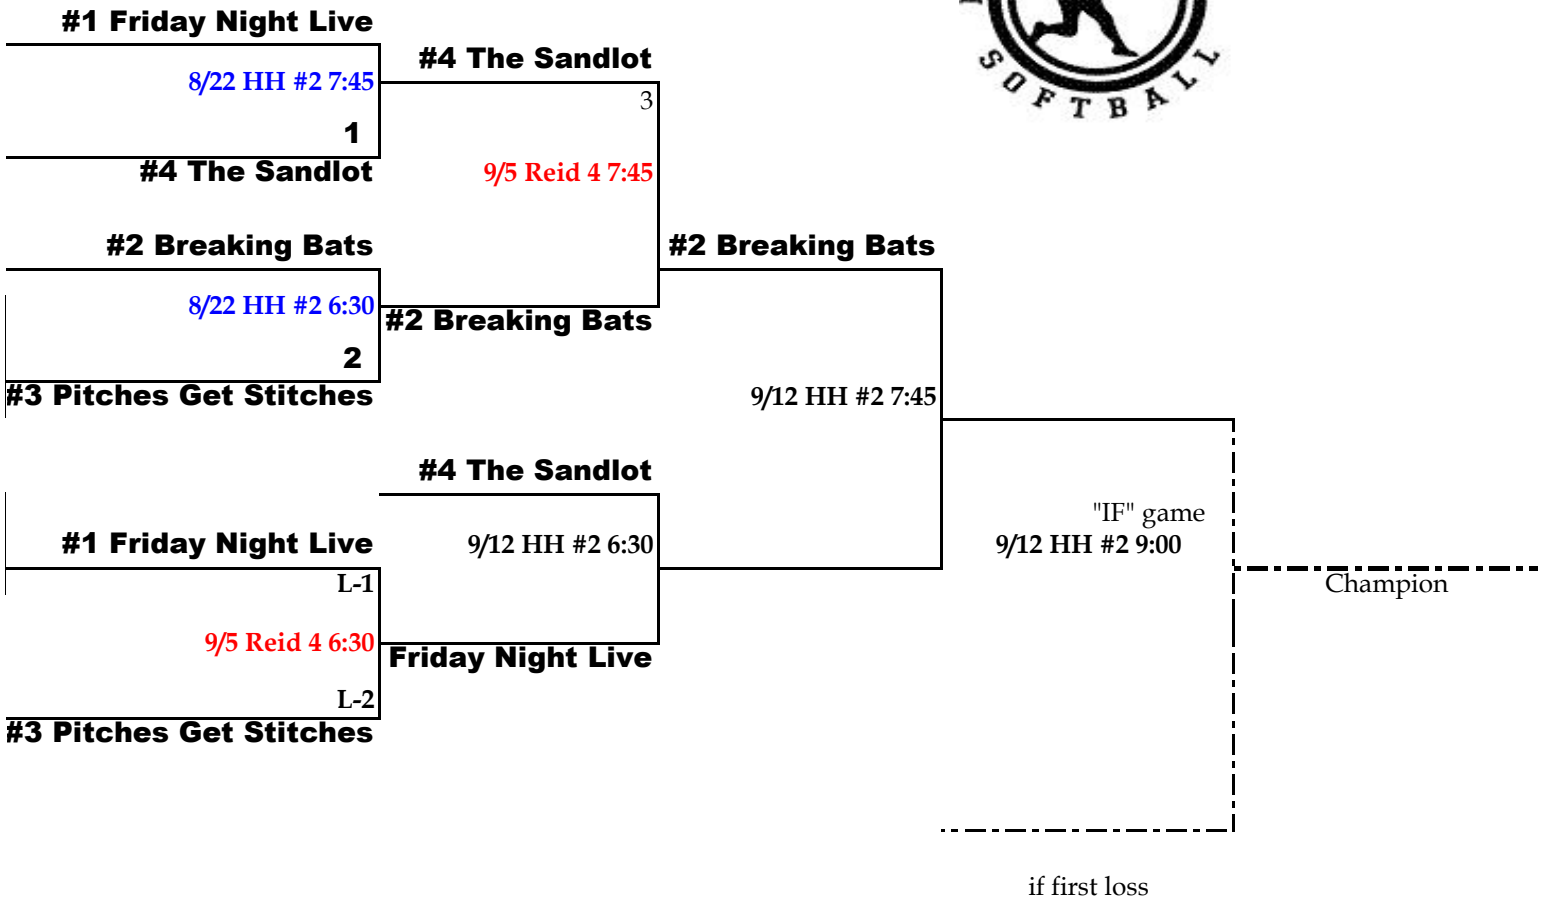 #1 Friday Night Live
8/22 HH #2 7:45
1
#4 The Sandlot
#2 Breaking Bats
8/22 HH #2 6:30
2
#3 Pitches Get Stitches
#4 The Sandlot
3
9/5 Reid 4 7:45
#2 Breaking Bats
#2 Breaking Bats
9/12 HH #2 7:45
#1 Friday Night Live
L-1
9/5 Reid 4 6:30
L-2
#3 Pitches Get Stitches
#4 The Sandlot
9/12 HH #2 6:30
Friday Night Live
"IF" game
9/12 HH #2 9:00
Champion
if first loss
SOFTBALL